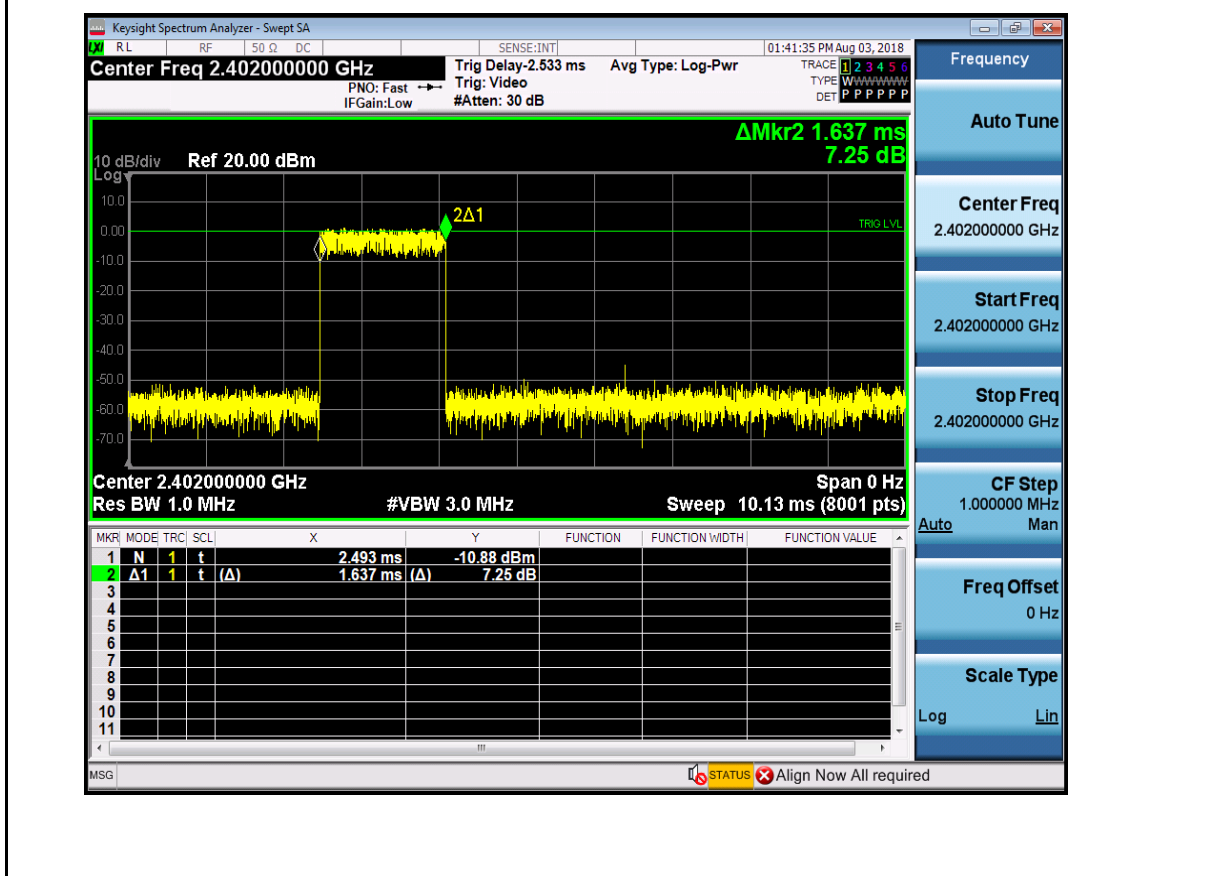 Keysight Spectrum Analyzer - Swept SA
LXI RL RF 50 Ω DC SENSE:INT 01:41:35 PM Aug 03, 2018
Center Freq 2.402000000 GHz
PNO: Fast
IFGain:Low
Trig Delay-2.533 ms
Trig: Video
#Atten: 30 dB
Avg Type: Log-Pwr
TRACE 1 2 3 4 5 6
TYPE WWWWWW
DET P P P P P P
ΔMkr2 1.637 ms
7.25 dB
10 dB/div
Log
Ref 20.00 dBm
10.0
0.00
-10.0
-20.0
-30.0
-40.0
-50.0
-60.0
-70.0
2Δ1
TRIG LVL
Center 2.402000000 GHz Span 0 Hz
Res BW 1.0 MHz #VBW 3.0 MHz Sweep 10.13 ms (8001 pts)
MKR MODE TRC SCL X Y FUNCTION FUNCTION WIDTH FUNCTION VALUE
1 N 1 t 2.493 ms -10.88 dBm
2 Δ1 1 t (Δ) 1.637 ms (Δ) 7.25 dB
3
4
5
6
7
8
9
10
11
MSG STATUS Align Now All required
Frequency
Auto Tune
Center Freq
2.402000000 GHz
Start Freq
2.402000000 GHz
Stop Freq
2.402000000 GHz
CF Step
1.000000 MHz
Auto Man
Freq Offset
0 Hz
Scale Type
Log Lin